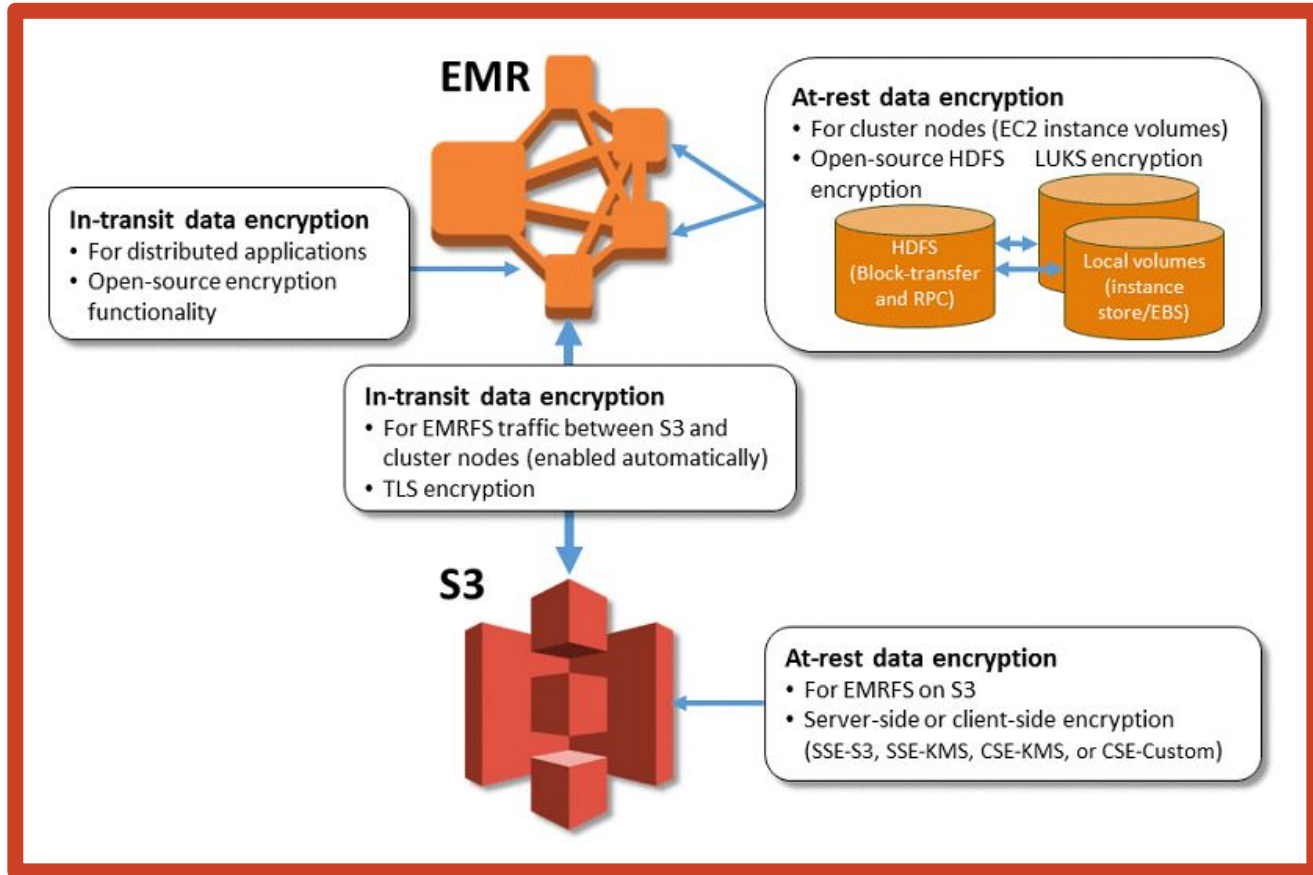 EMR
At-rest data encryption
• For cluster nodes (EC2 instance volumes)
• Open-source HDFS encryption
LUKS encryption
HDFS
(Block-transfer
and RPC)
Local volumes
(instance
store/EBS)
In-transit data encryption
• For distributed applications
• Open-source encryption
functionality
In-transit data encryption
• For EMRFS traffic between S3 and
cluster nodes (enabled automatically)
• TLS encryption
S3
At-rest data encryption
• For EMRFS on S3
• Server-side or client-side encryption
(SSE-S3, SSE-KMS, CSE-KMS, or CSE-Custom)